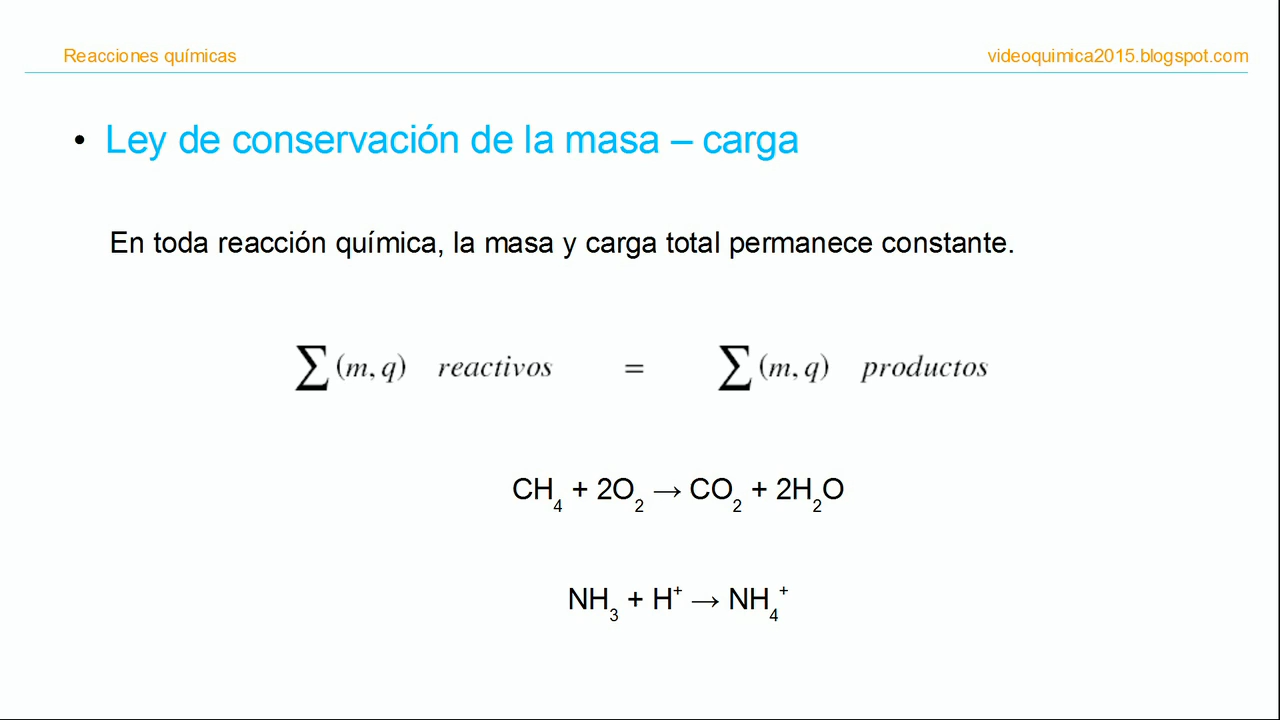 Reacciones químicas
videoquimica2015.blogspot.com
• Ley de conservación de la masa – carga
En toda reacción química, la masa y carga total permanece constante.
∑(m,q) reactivos = ∑(m,q) productos
CH₄ + 2O₂ → CO₂ + 2H₂O
NH₃ + H⁺ → NH₄⁺